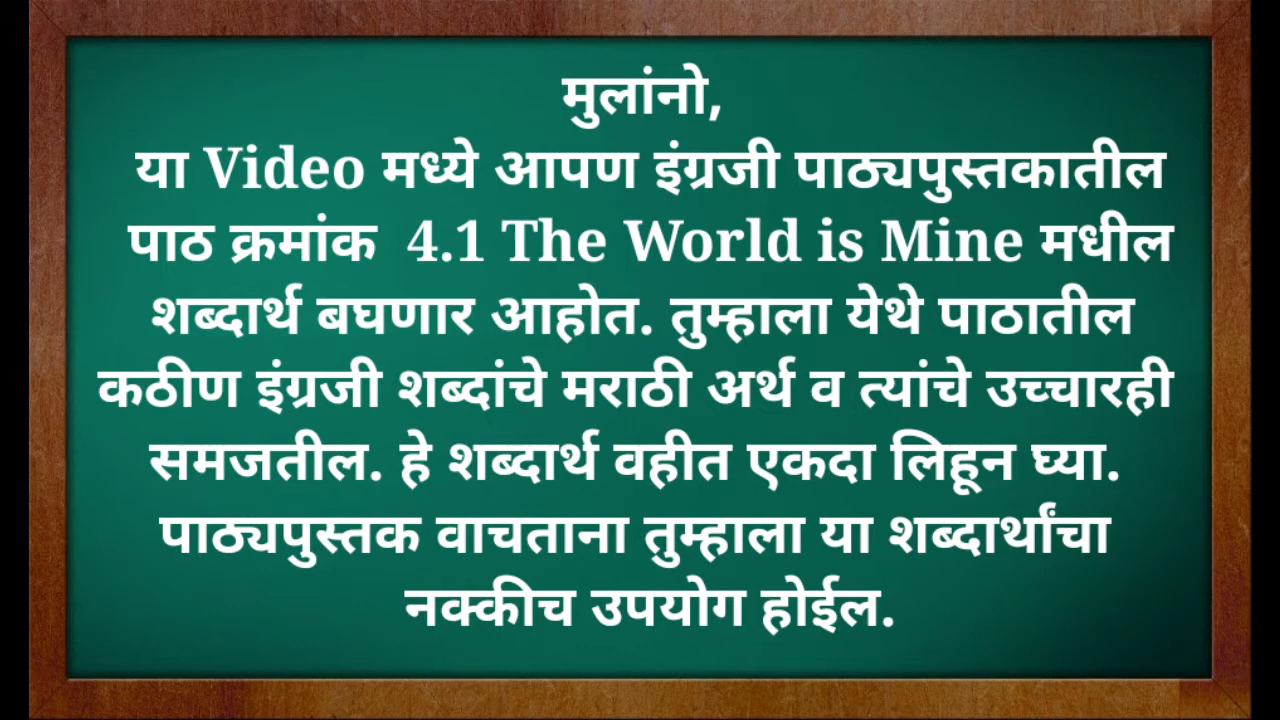 मुलांनो,
या Video मध्ये आपण इंग्रजी पाठ्यपुस्तकातील
पाठ क्रमांक 4.1 The World is Mine मधील
शब्दार्थ बघणार आहोत. तुम्हाला येथे पाठातील
कठीण इंग्रजी शब्दांचे मराठी अर्थ व त्यांचे उच्चारही
समजतील. हे शब्दार्थ वहीत एकदा लिहून घ्या.
पाठ्यपुस्तक वाचताना तुम्हाला या शब्दार्थांचा
नक्कीच उपयोग होईल.